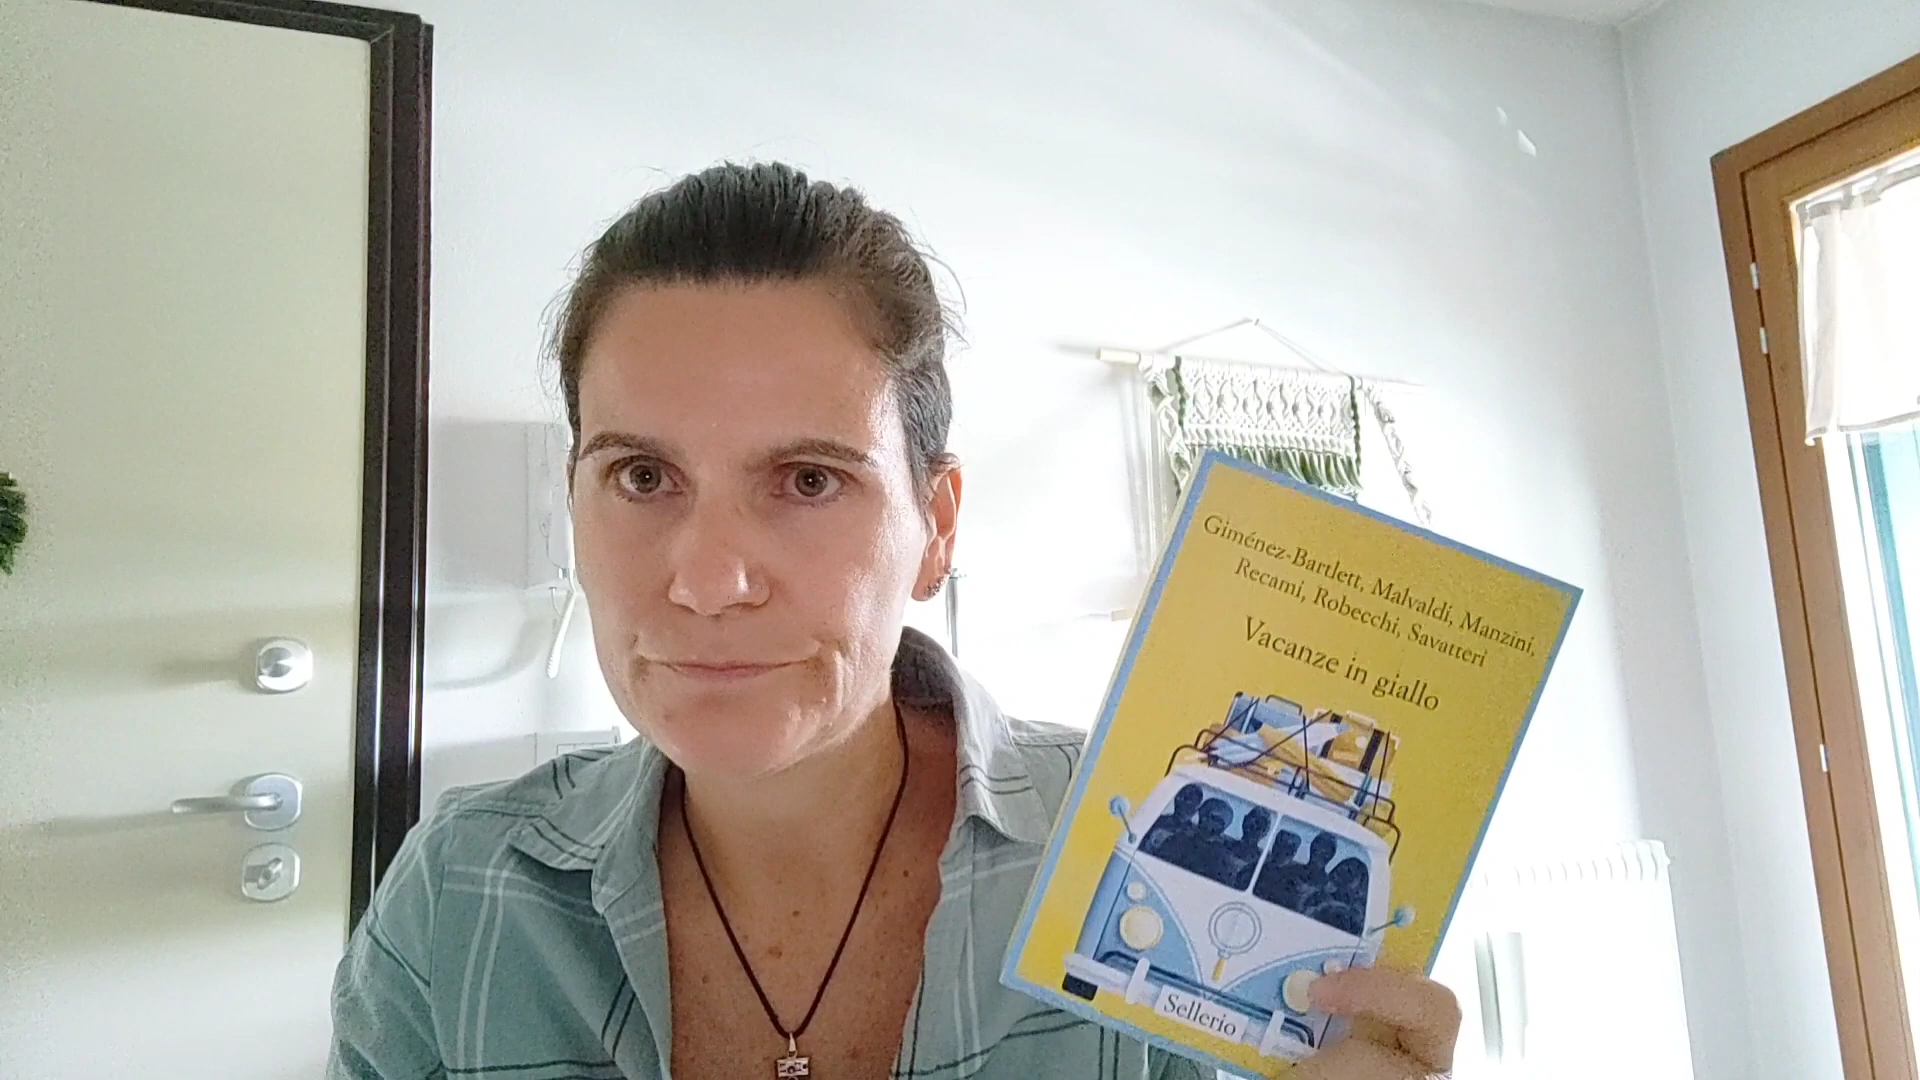 Giménez-Bartlett, Malvaldi, Manzini,
Recami, Robecchi, Savatteri
Vacanze in giallo
Sellerio